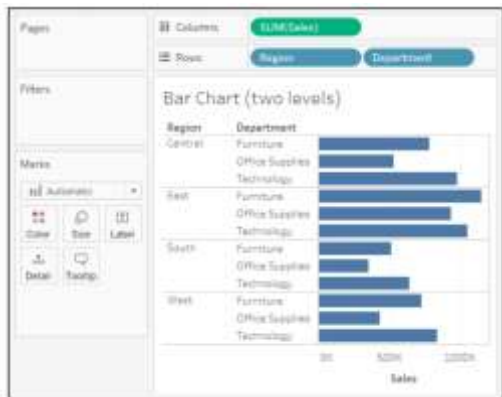 Pages
Columns
SUM(Sales)
Rows
Region
Department
Filters
Bar Chart (two levels)
Region
Department
Marks
Automatic
Color
Size
Label
Detail
Tooltip
Central
Furniture
Office Supplies
Technology
East
Furniture
Office Supplies
Technology
South
Furniture
Office Supplies
Technology
West
Furniture
Office Supplies
Technology
0K
500K
1000K
Sales